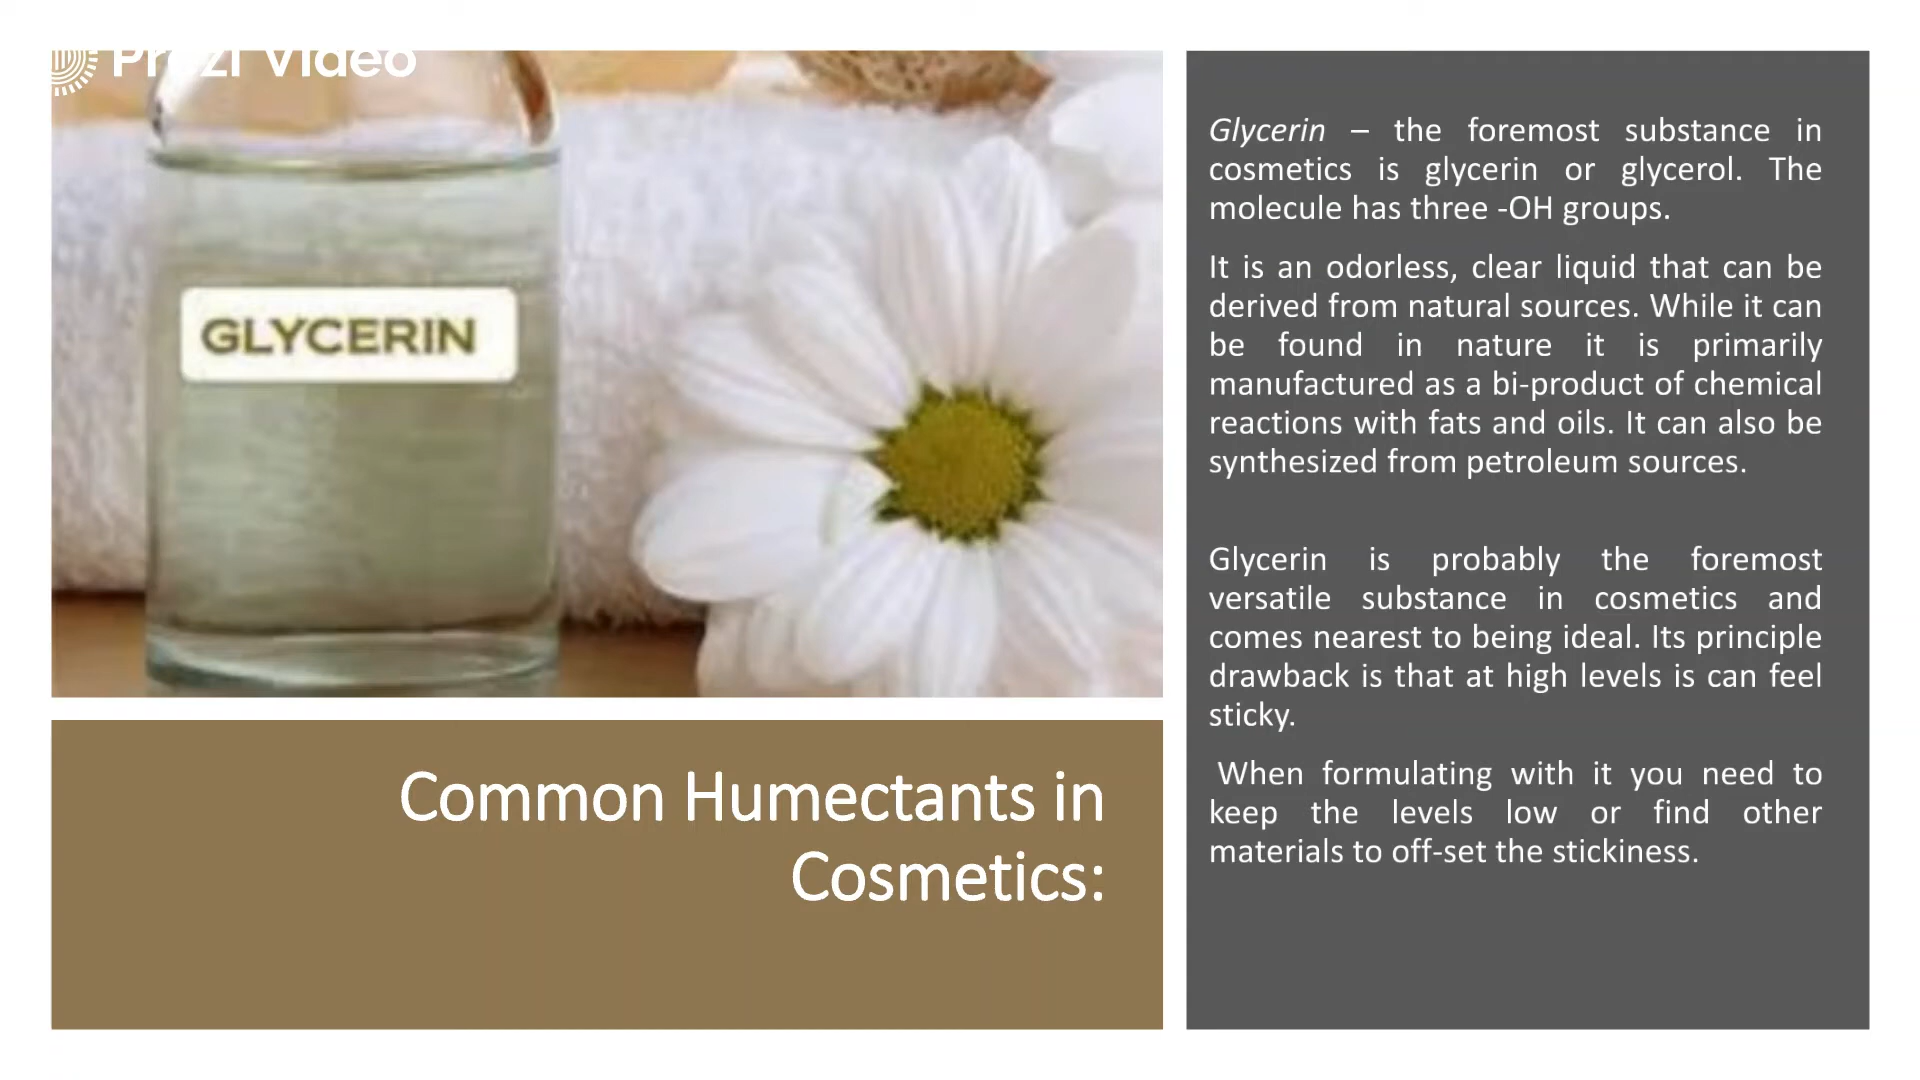 Prezi Video
GLYCERIN
Common Humectants in
Cosmetics:
Glycerin – the foremost substance in
cosmetics is glycerin or glycerol. The
molecule has three -OH groups.
It is an odorless, clear liquid that can be
derived from natural sources. While it can
be found in nature it is primarily
manufactured as a bi-product of chemical
reactions with fats and oils. It can also be
synthesized from petroleum sources.
Glycerin is probably the foremost
versatile substance in cosmetics and
comes nearest to being ideal. Its principle
drawback is that at high levels is can feel
sticky.
When formulating with it you need to
keep the levels low or find other
materials to off-set the stickiness.